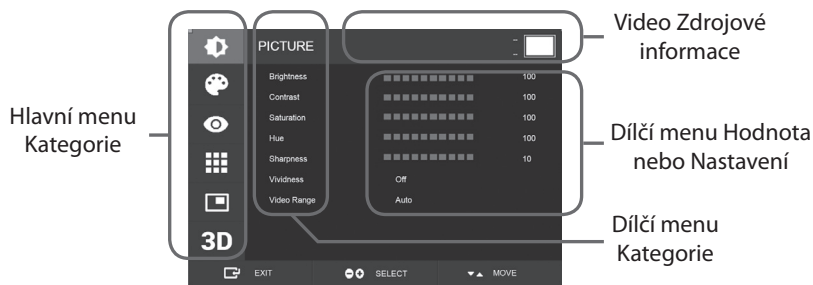 Video Zdrojové
informace
PICTURE
Brightness 100
Contrast 100
Saturation 100
Hue 100
Sharpness 10
Vividness Off
Video Range Auto
3D
EXIT SELECT MOVE
Hlavní menu
Kategorie
Dílčí menu Hodnota
nebo Nastavení
Dílčí menu
Kategorie